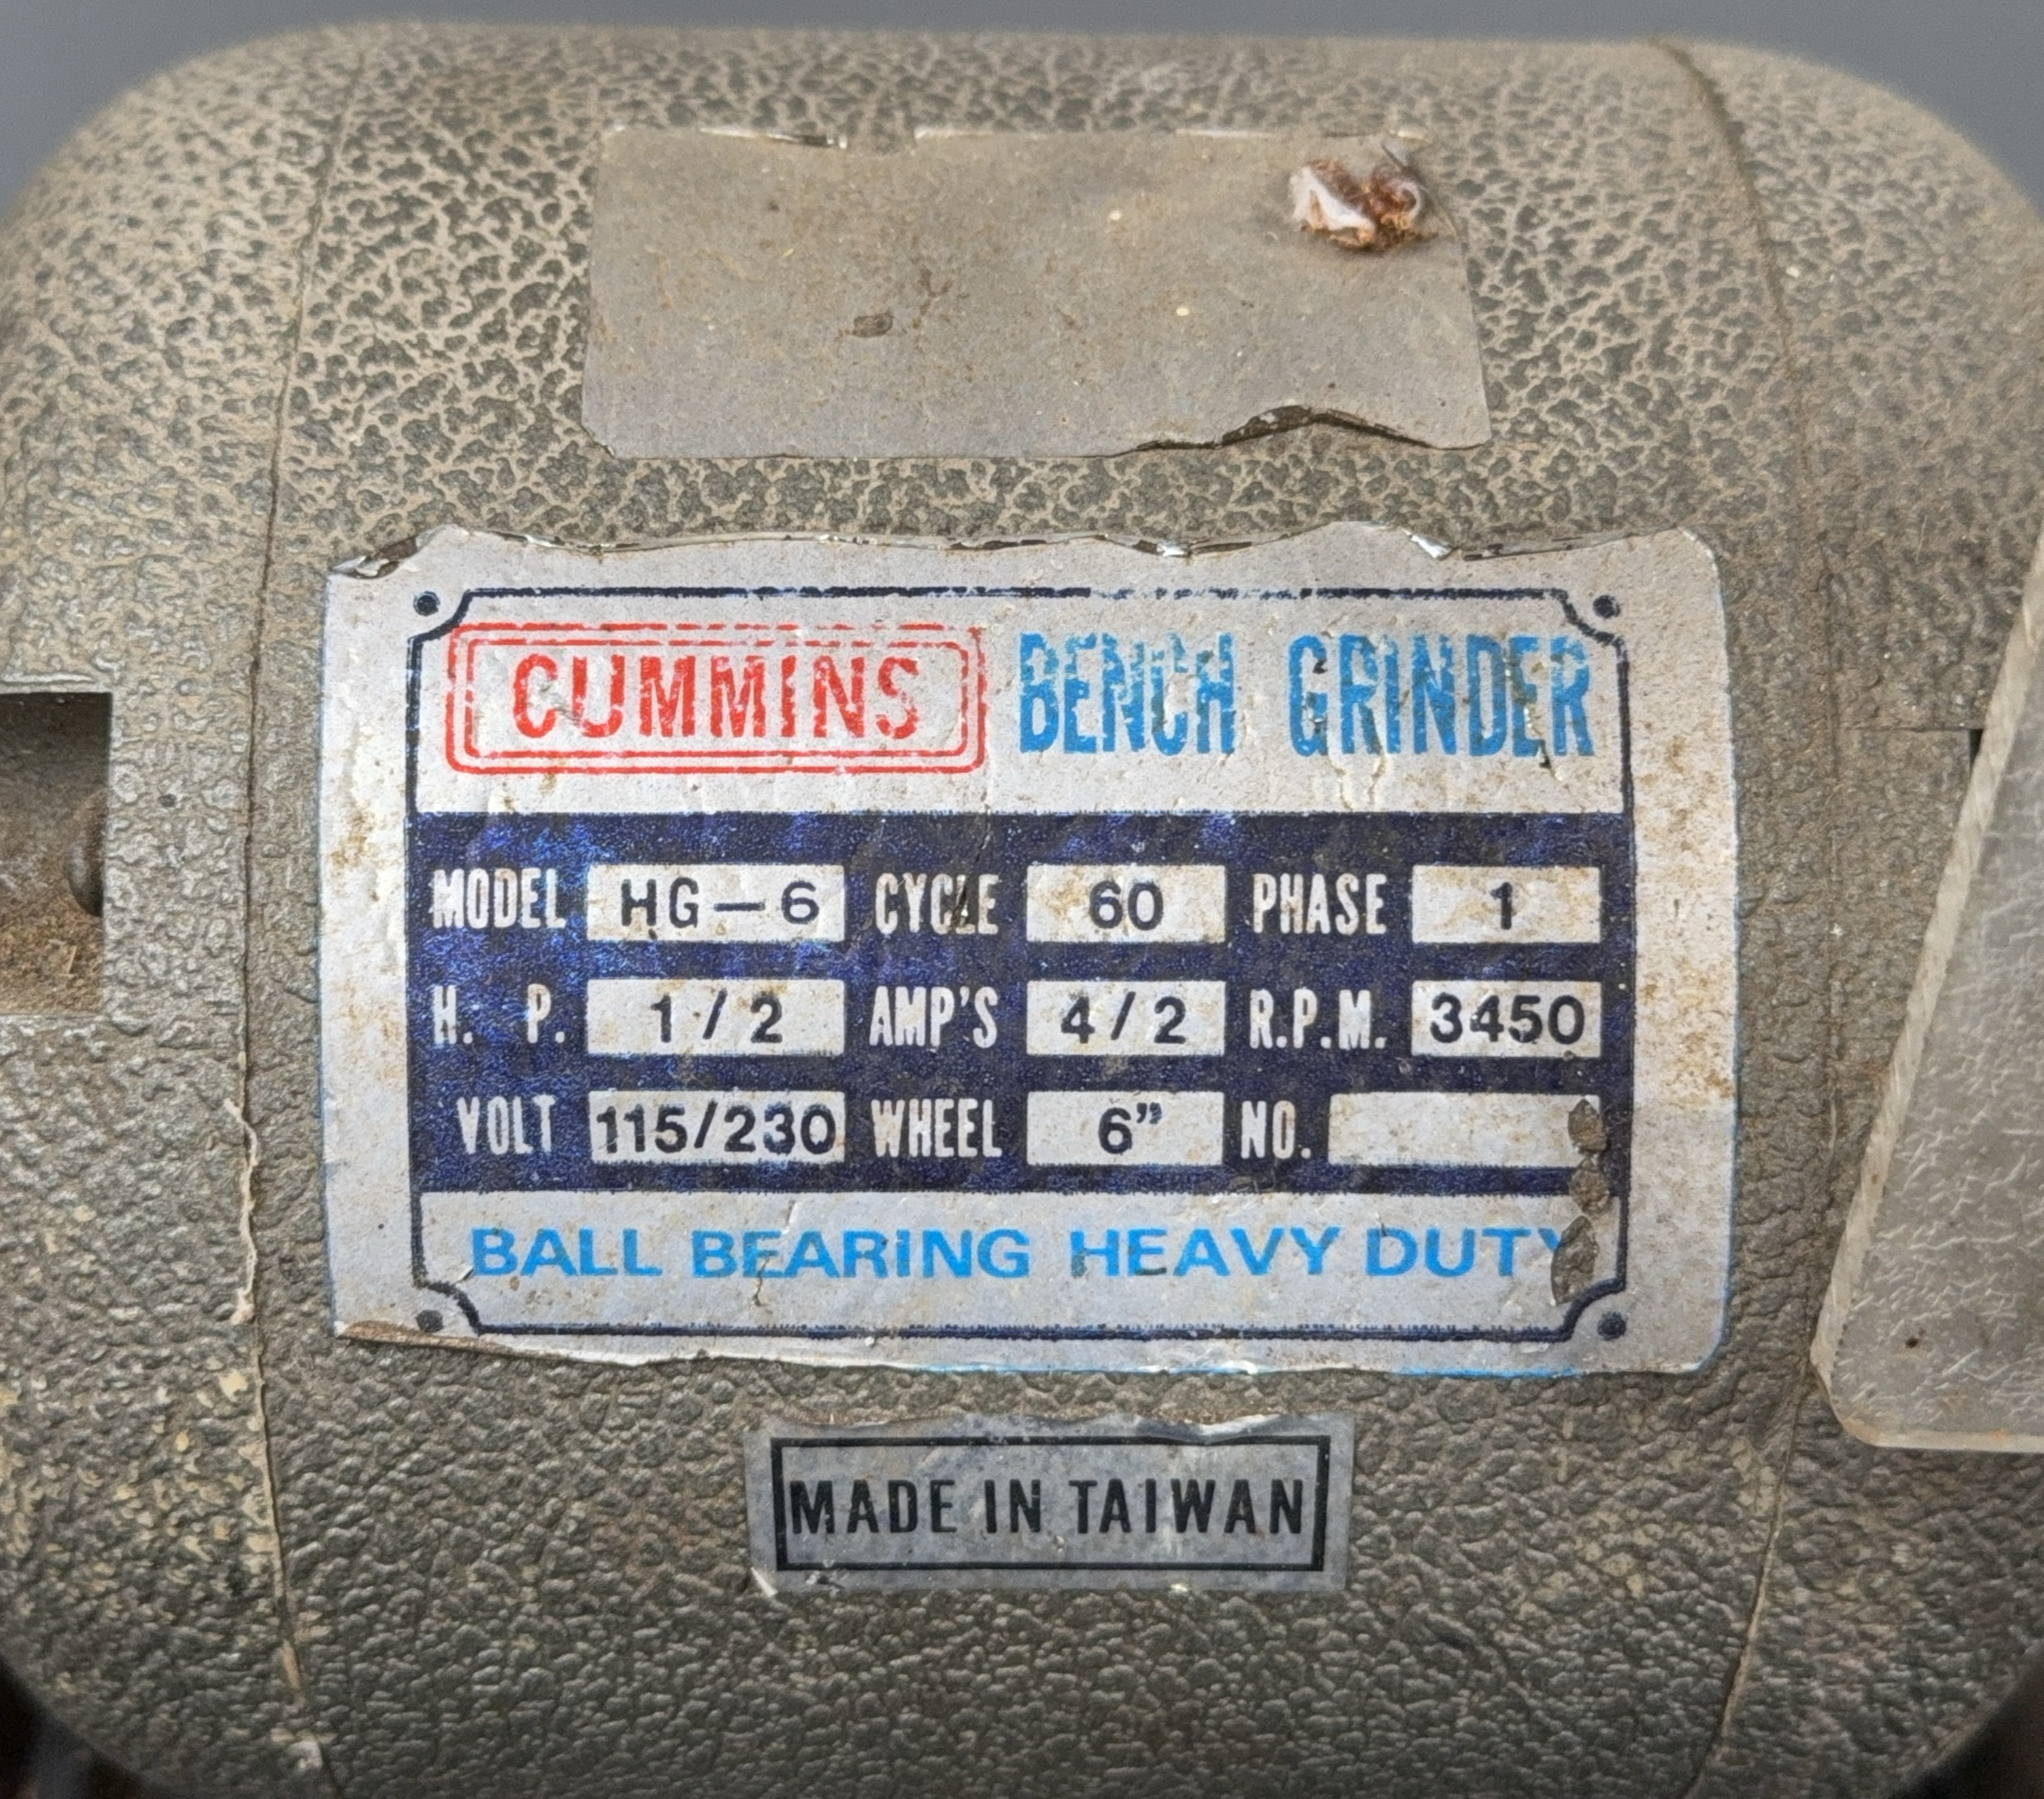 CUMMINS BENCH GRINDER
MODEL HG-6 CYCLE 60 PHASE 1
H. P. 1/2 AMP'S 4/2 R.P.M. 3450
VOLT 115/230 WHEEL 6" NO.
BALL BEARING HEAVY DUTY
MADE IN TAIWAN